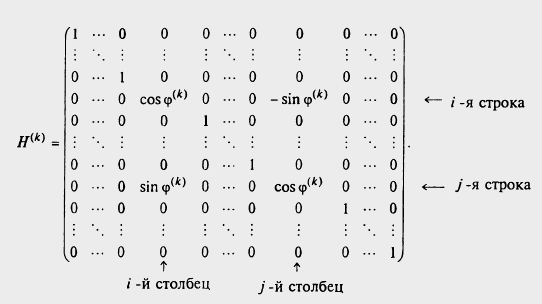 1 ⋯ 0 0 0 ⋯ 0 0 0 ⋯ 0
⋮ ⋱ ⋮ ⋮ ⋮ ⋱ ⋮ ⋮ ⋮ ⋱ ⋮
0 ⋯ 1 0 0 ⋯ 0 0 0 ⋯ 0
0 ⋯ 0 cos φ^(k) 0 ⋯ 0 − sin φ^(k) 0 ⋯ 0 ← i -я строка
0 ⋯ 0 0 1 ⋯ 0 0 0 ⋯ 0
H^(k) = ⋮ ⋱ ⋮ ⋮ ⋮ ⋱ ⋮ ⋮ ⋮ ⋱ ⋮ .
0 ⋯ 0 0 0 ⋯ 1 0 0 ⋯ 0
0 ⋯ 0 sin φ^(k) 0 ⋯ 0 cos φ^(k) 0 ⋯ 0 ← j -я строка
0 ⋯ 0 0 0 ⋯ 0 0 1 ⋯ 0
⋮ ⋱ ⋮ ⋮ ⋮ ⋱ ⋮ ⋮ ⋮ ⋱ ⋮
0 ⋯ 0 0 0 ⋯ 0 0 0 ⋯ 1
↑ ↑
i -й столбец j -й столбец